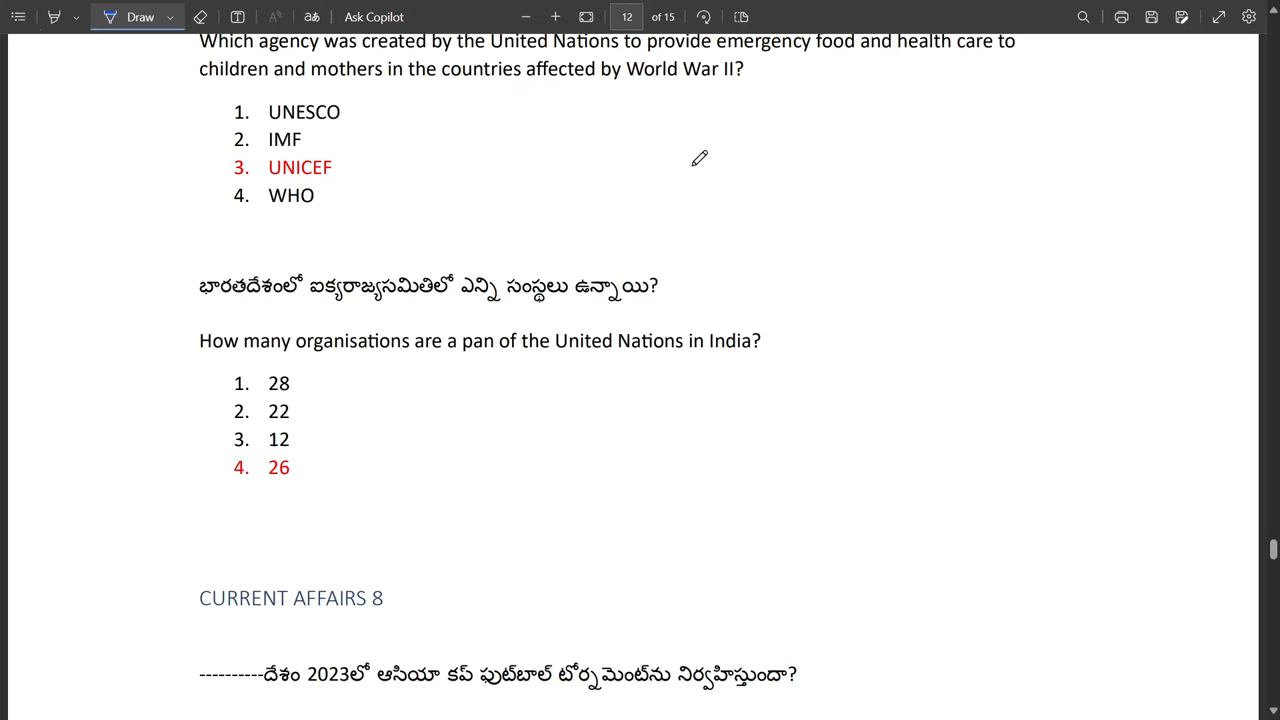 Draw
Ask Copilot
12 of 15
Which agency was created by the United Nations to provide emergency food and health care to
children and mothers in the countries affected by World War II?
1. UNESCO
2. IMF
3. UNICEF
4. WHO
భారతదేశంలో ఐక్యరాజ్యసమితిలో ఎన్ని సంస్థలు ఉన్నాయి?
How many organisations are a pan of the United Nations in India?
1. 28
2. 22
3. 12
4. 26
CURRENT AFFAIRS 8
----------దేశం 2023లో ఆసియా కప్ ఫుట్‌బాల్ టోర్నమెంట్‌ను నిర్వహిస్తుందా?